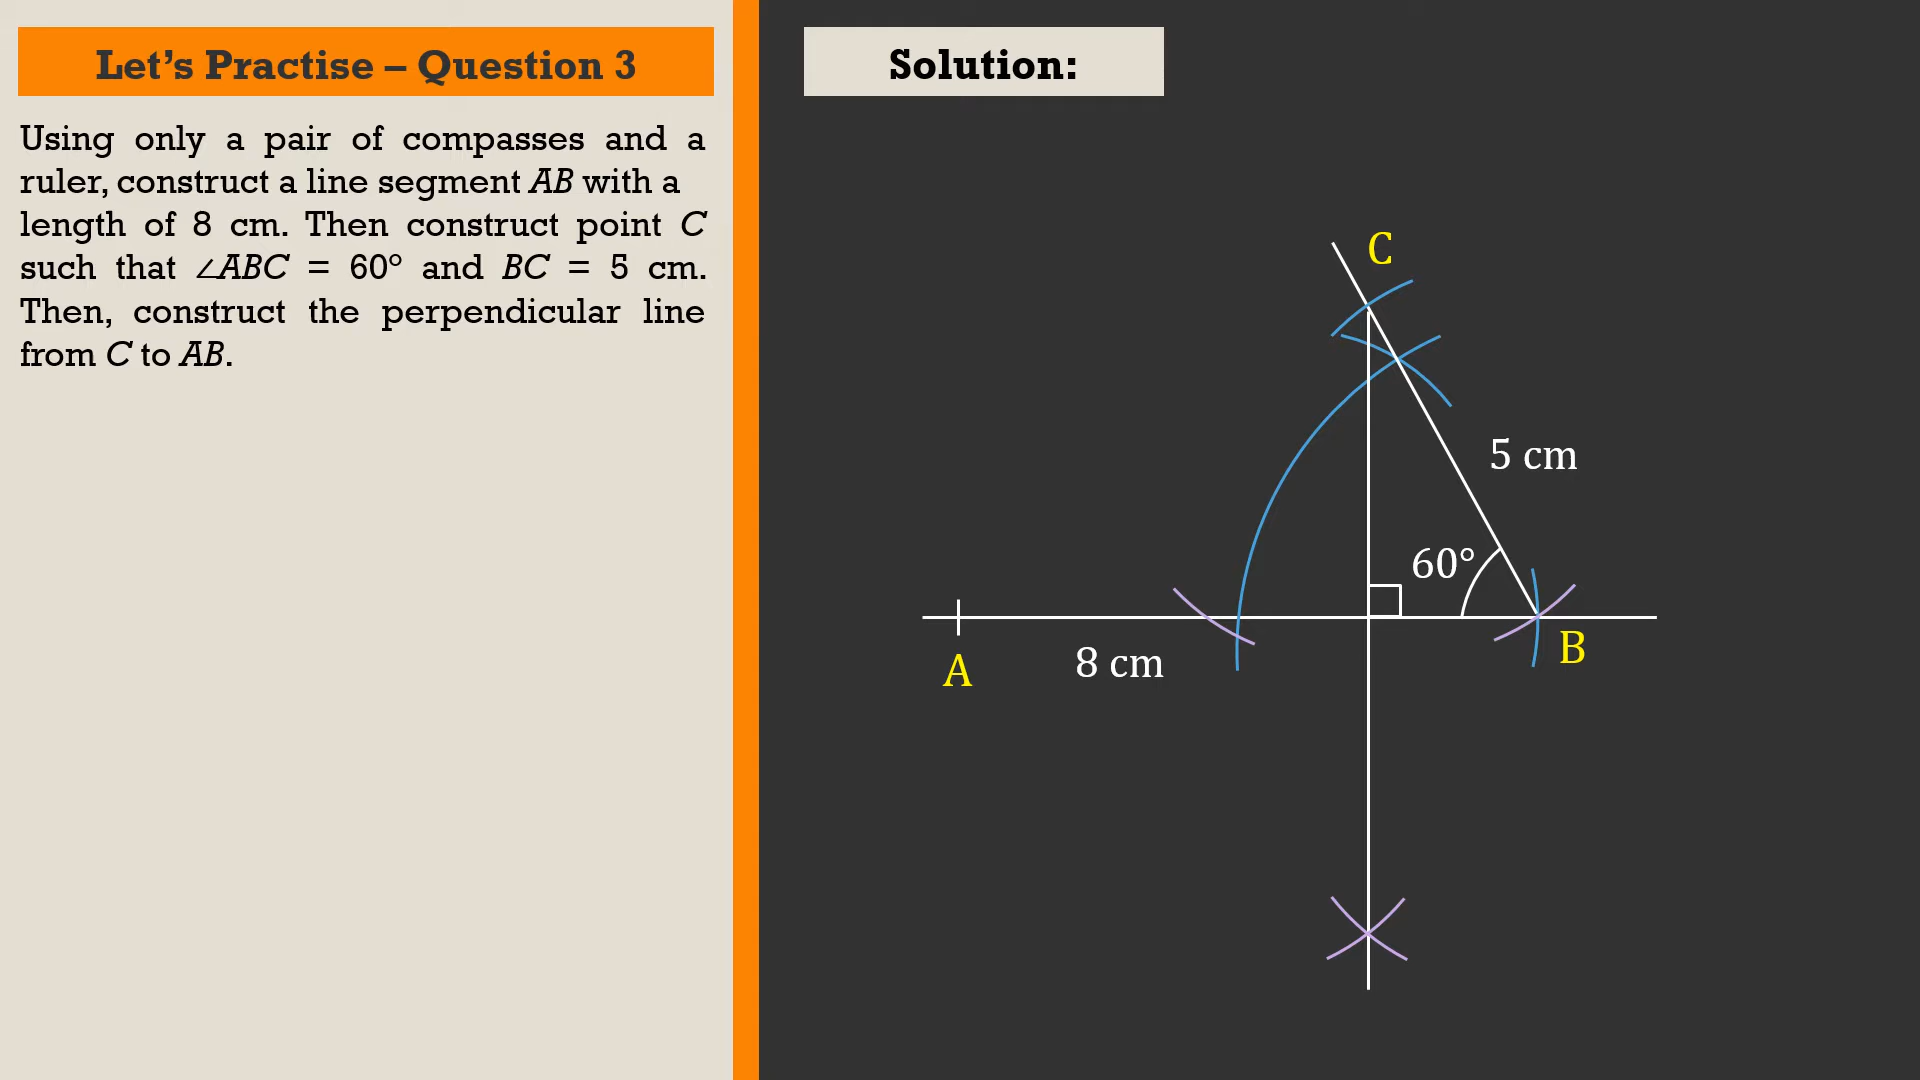 Let's Practise – Question 3
Using only a pair of compasses and a
ruler, construct a line segment AB with a
length of 8 cm. Then construct point C
such that ∠ABC = 60° and BC = 5 cm.
Then, construct the perpendicular line
from C to AB.
Solution:
C
5 cm
60°
A
8 cm
B